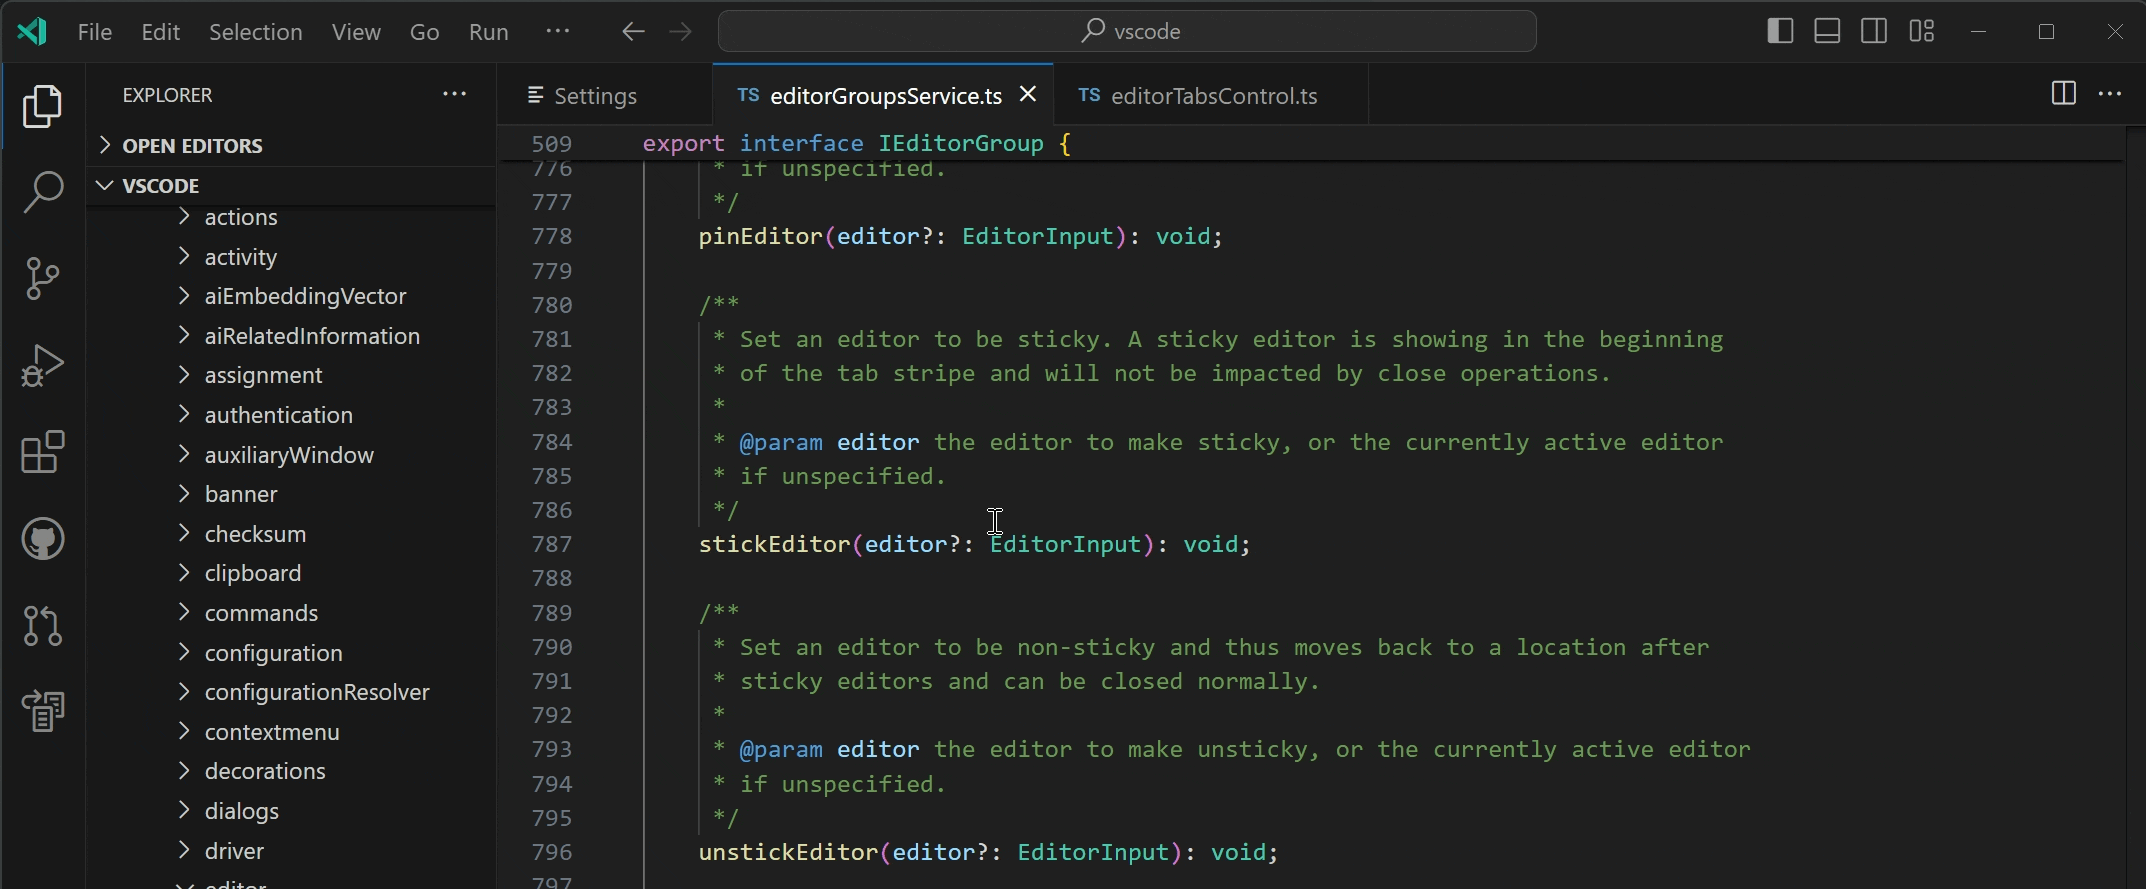 File Edit Selection View Go Run ··· vscode
EXPLORER ···
OPEN EDITORS
VSCODE
actions
activity
aiEmbeddingVector
aiRelatedInformation
assignment
authentication
auxiliaryWindow
banner
checksum
clipboard
commands
configuration
configurationResolver
contextmenu
decorations
dialogs
driver
editor
Settings TS editorGroupsService.ts TS editorTabsControl.ts ···
509 export interface IEditorGroup {
776 * if unspecified.
777 */
778 pinEditor(editor?: EditorInput): void;
779
780 /**
781 * Set an editor to be sticky. A sticky editor is showing in the beginning
782 * of the tab stripe and will not be impacted by close operations.
783 *
784 * @param editor the editor to make sticky, or the currently active editor
785 * if unspecified.
786 */
787 stickEditor(editor?: EditorInput): void;
788
789 /**
790 * Set an editor to be non-sticky and thus moves back to a location after
791 * sticky editors and can be closed normally.
792 *
793 * @param editor the editor to make unsticky, or the currently active editor
794 * if unspecified.
795 */
796 unstickEditor(editor?: EditorInput): void;
797